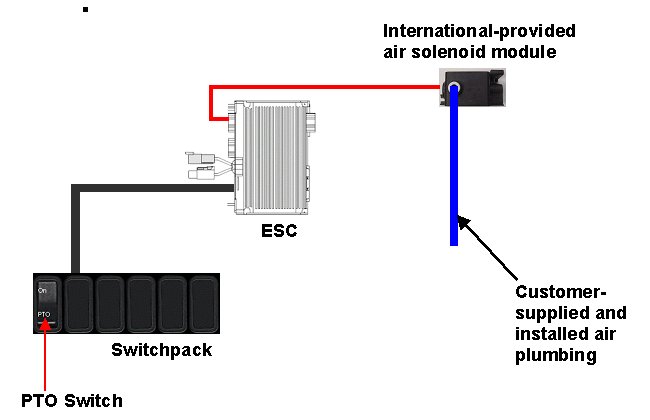 International-provided
air solenoid module
ESC
On
PTO
Switchpack
PTO Switch
Customer-
supplied and
installed air
plumbing